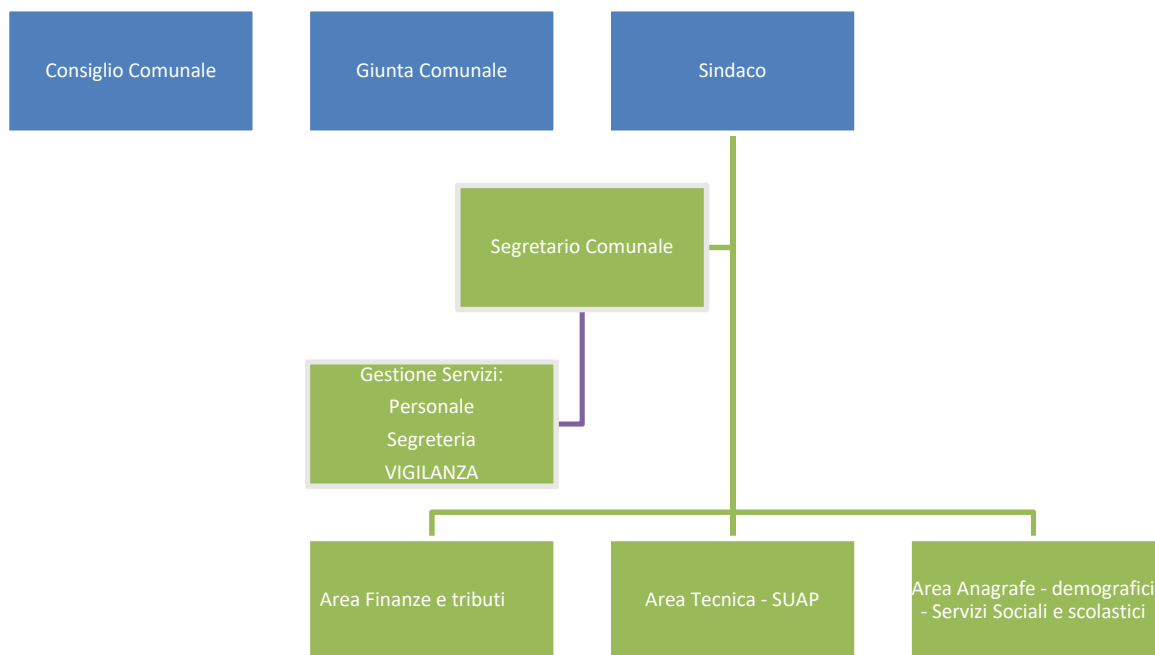 Consiglio Comunale
Giunta Comunale
Sindaco
Segretario Comunale
Gestione Servizi:
Personale
Segreteria
VIGILANZA
Area Finanze e tributi
Area Tecnica - SUAP
Area Anagrafe - demografici
- Servizi Sociali e scolastici